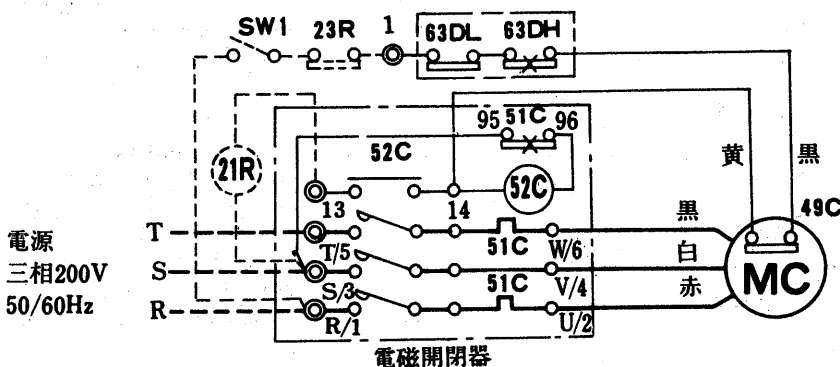 SW1 23R 1 63DL 63DH
95 51C 96
52C
21R
52C
黄 黒
13 14
49C
電源
三相200V
50/60Hz
T T/5 51C W/6 黒
S S/3 51C V/4 白
R R/1 U/2 赤
MC
電磁開閉器